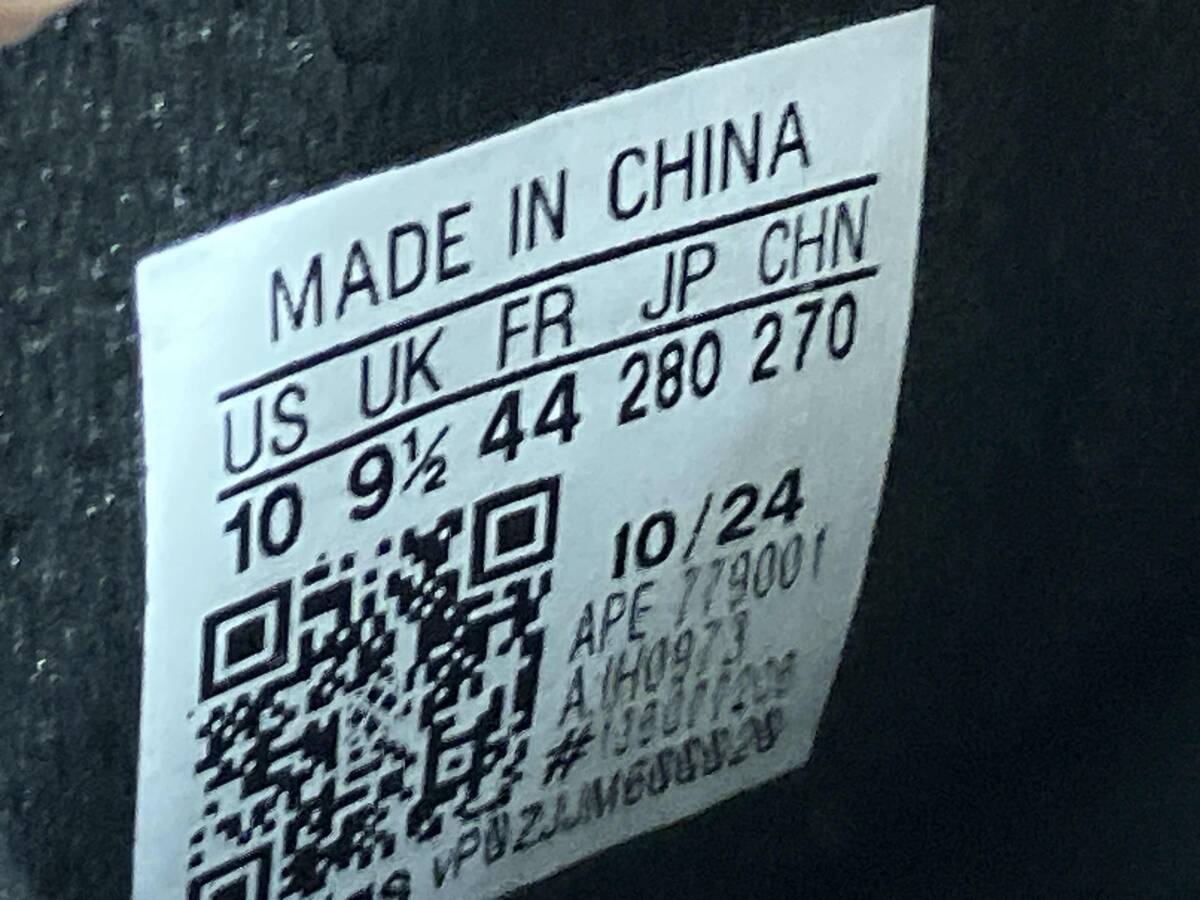 MADE IN CHINA
US UK FR JP CHN
10 9½ 44 280 270
10/24
APE 779001